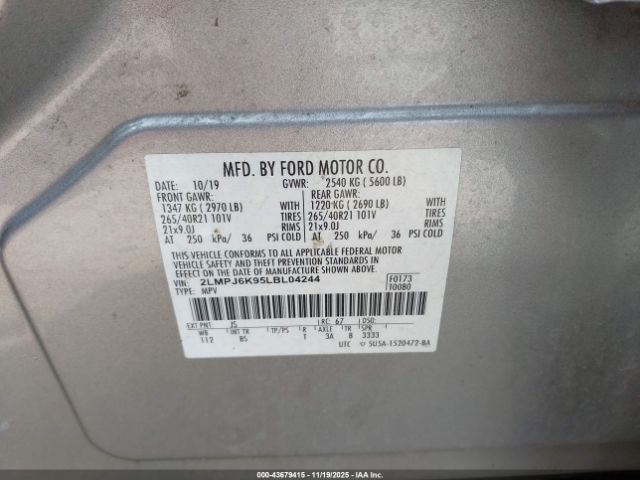 MFD. BY FORD MOTOR CO.
DATE: 10/19 GVWR: 2540 KG ( 5600 LB)
FRONT GAWR: REAR GAWR:
1347 KG ( 2970 LB) WITH 1220 KG ( 2690 LB) WITH
265/40R21 101V TIRES 265/40R21 101V TIRES
21x9.0J RIMS 21x9.0J RIMS
AT 250 kPa/ 36 PSI COLD AT 250 kPa/ 36 PSI COLD
THIS VEHICLE CONFORMS TO ALL APPLICABLE FEDERAL MOTOR
VEHICLE SAFETY AND THEFT PREVENTION STANDARDS IN
EFFECT ON THE DATE OF MANUFACTURE SHOWN ABOVE.
VIN: 2LMPJ6K95LBL04244 F0173
TYPE: MPV T0080
EXT PNT: JS RC: 67 DSO:
WB INT TR TP/PS R AXLE TR SPR
112 BS T 3A 8 3333
UTC 5U5A-1520472-BA
©00-43679415 - 11/19/2025 - IAA Inc.